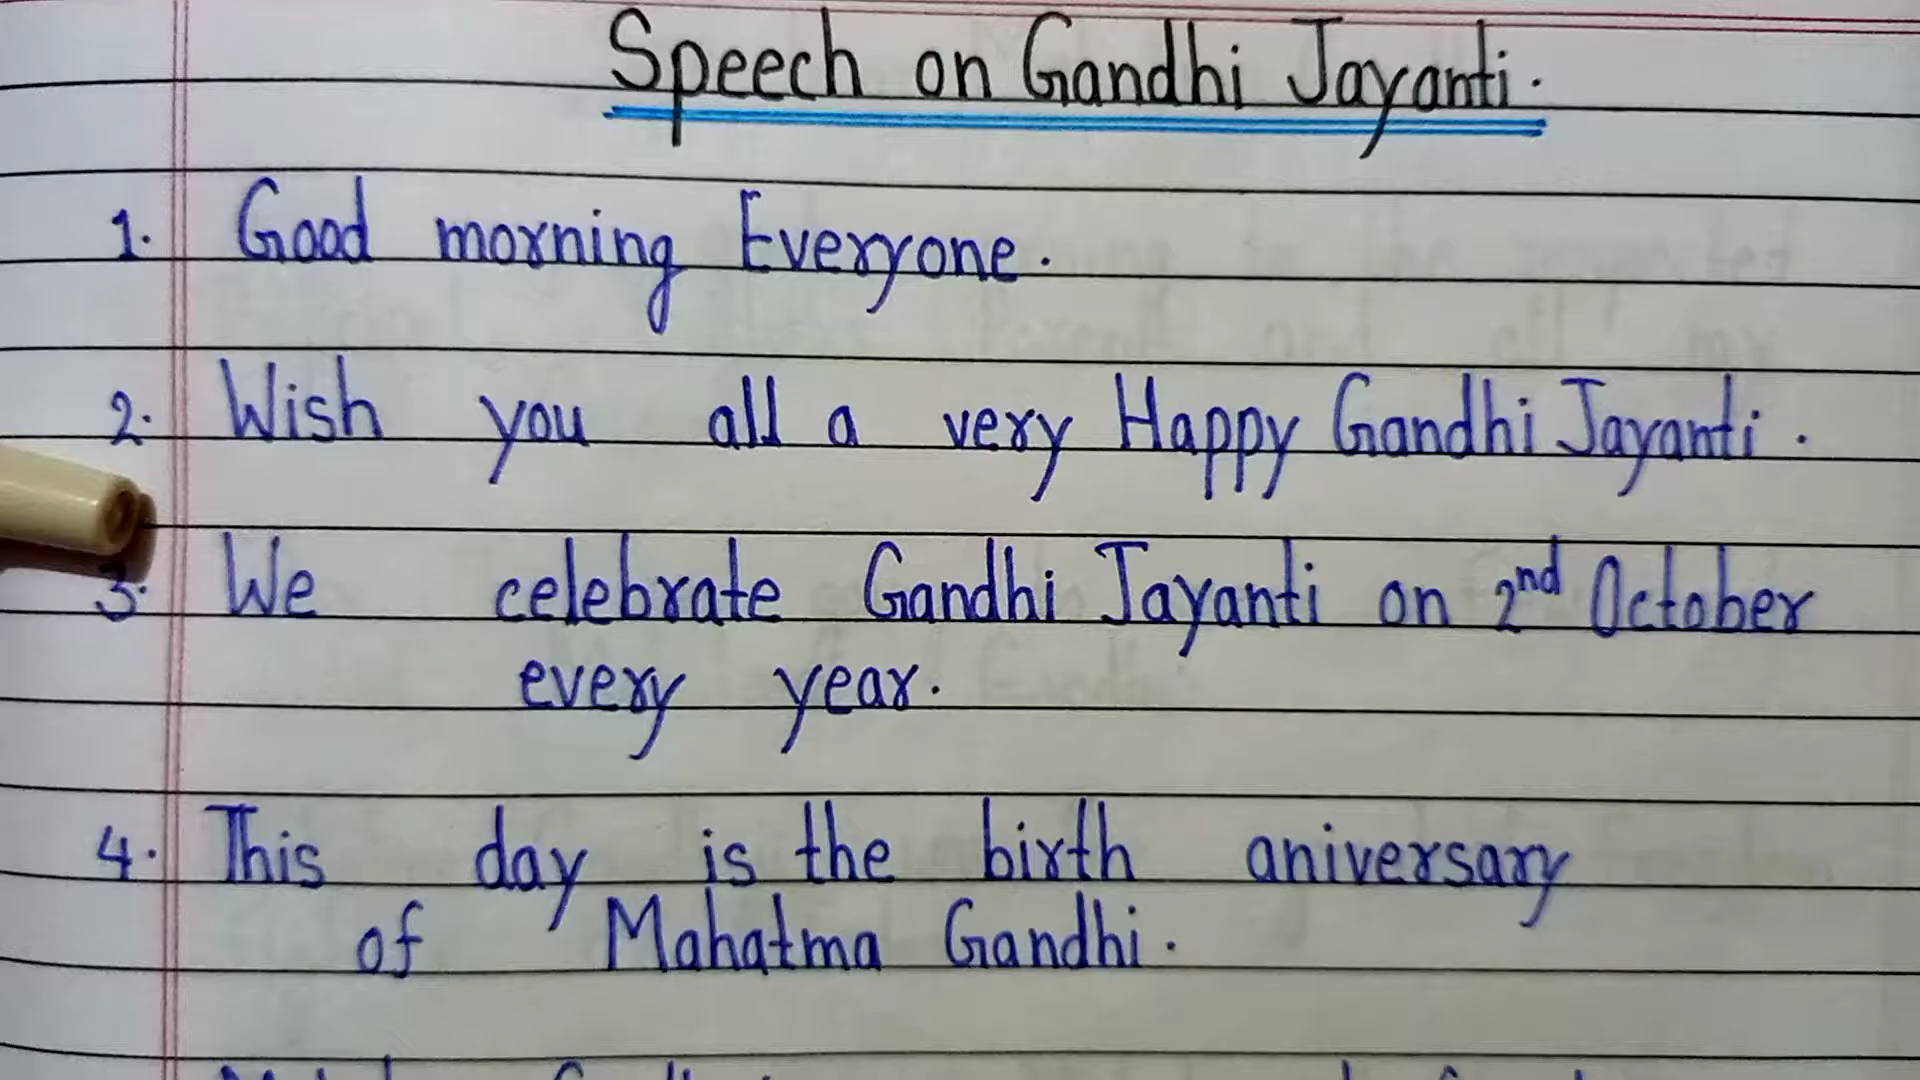 Speech on Gandhi Jayanti.
1. Good morning Everyone.
2. Wish you all a very Happy Gandhi Jayanti.
3. We celebrate Gandhi Jayanti on 2nd October
every year.
4. This day is the birth aniversary
of Mahatma Gandhi.